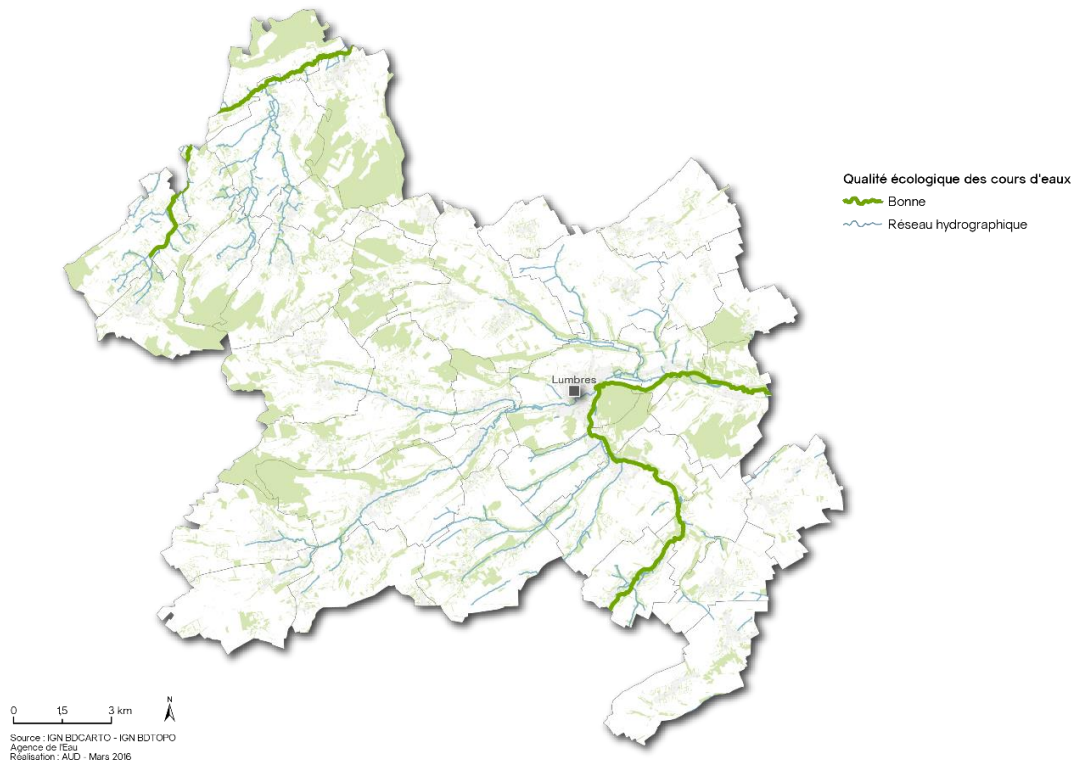 Qualité écologique des cours d'eaux
Bonne
Réseau hydrographique
Lumbres
0 1,5 3 km
N
Source : IGN BDCARTO - IGN BDTOPO
Agence de l'Eau
Réalisation : AUD - Mars 2016